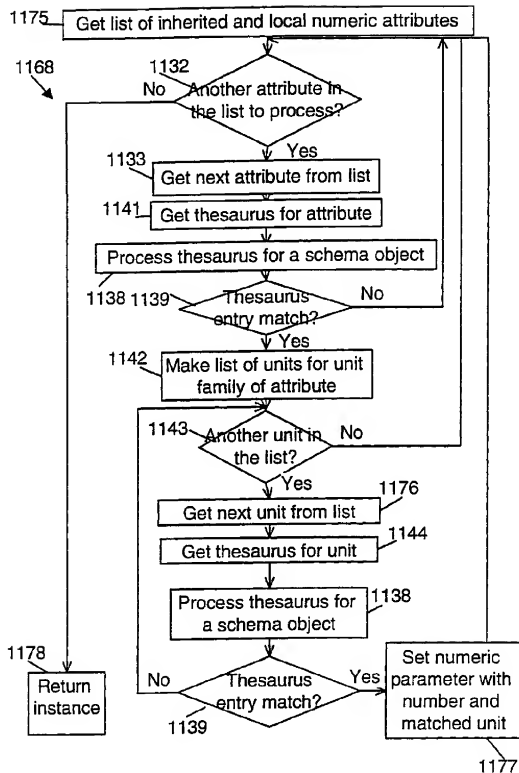 1175
Get list of inherited and local numeric attributes
1168
1132
No
Another attribute in
the list to process?
Yes
1133
Get next attribute from list
1141
Get thesaurus for attribute
Process thesaurus for a schema object
1138
1139
Thesaurus
entry match?
No
Yes
1142
Make list of units for unit
family of attribute
1143
Another unit in
the list?
No
Yes
1176
Get next unit from list
1144
Get thesaurus for unit
1138
Process thesaurus for
a schema object
1178
Return
instance
No
Thesaurus
entry match?
Yes
1139
Set numeric
parameter with
number and
matched unit
1177